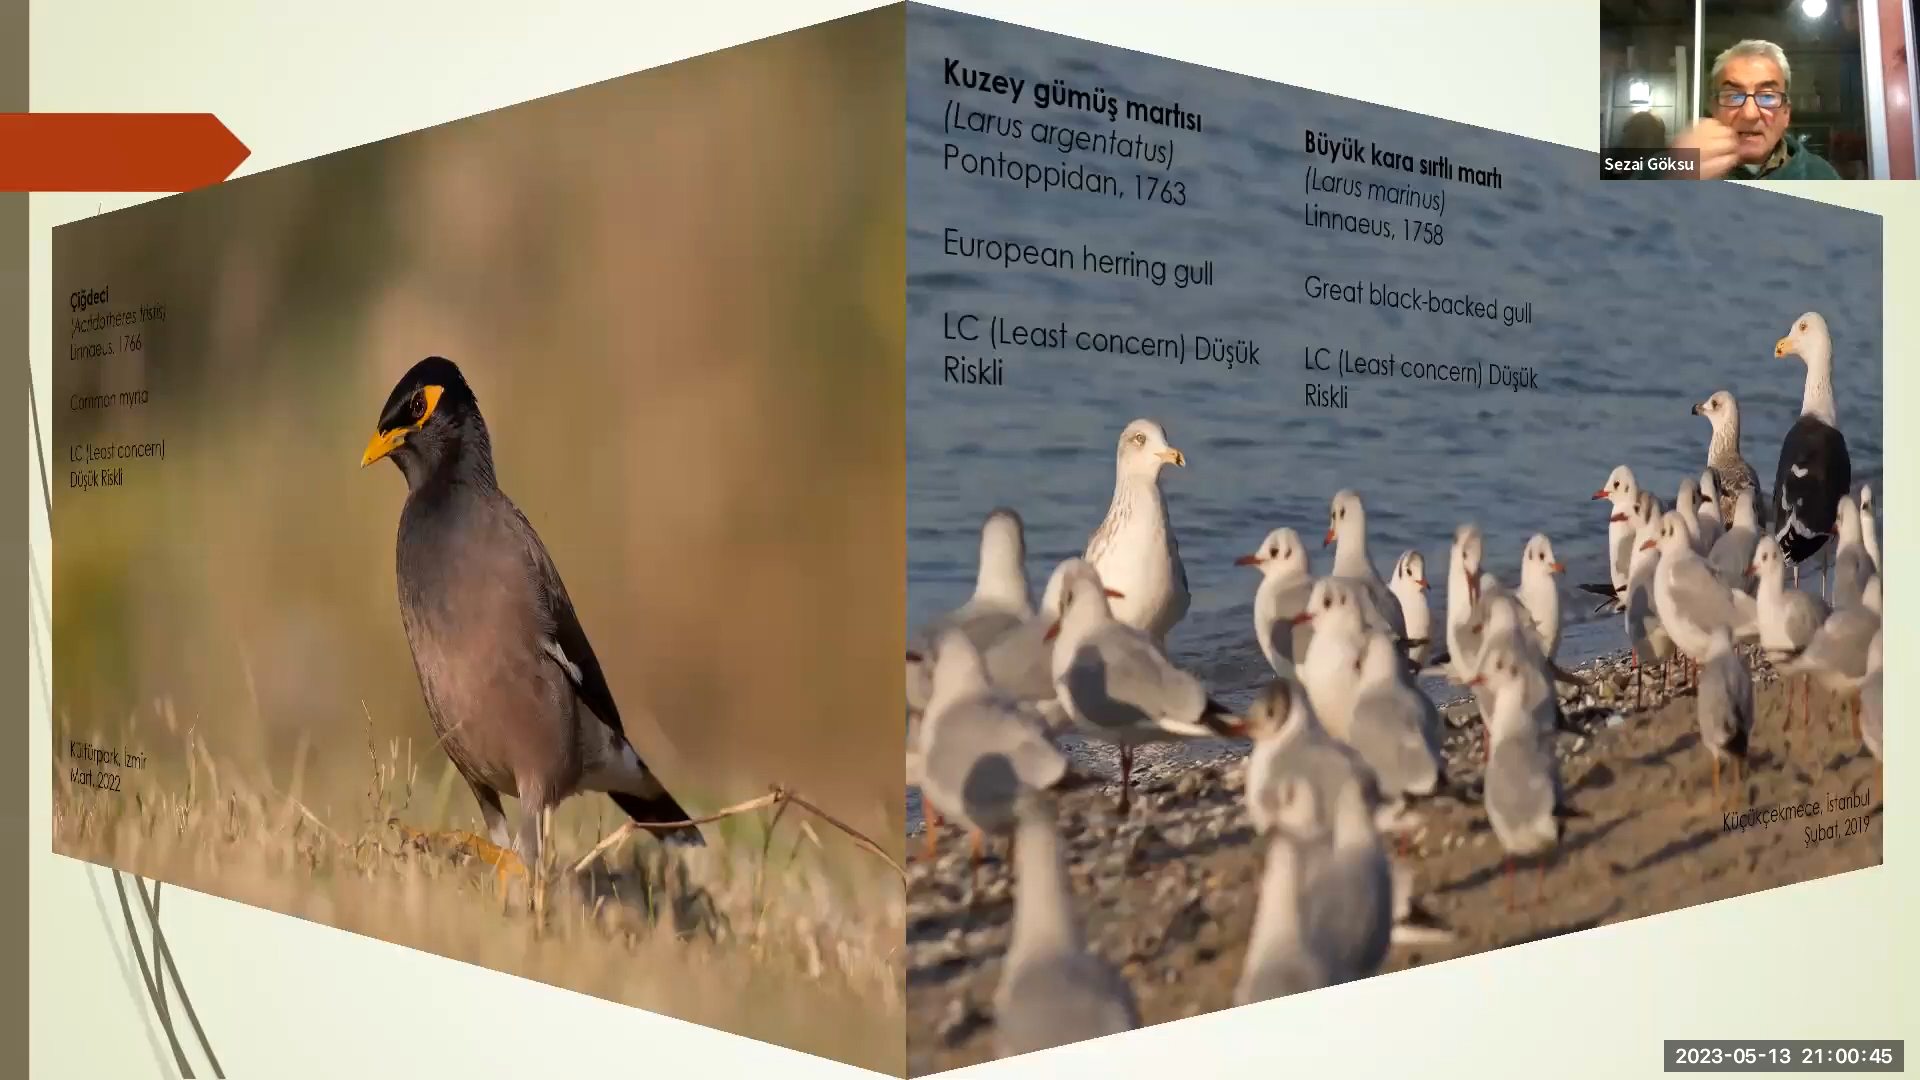 Çiğdeci
(Acridotheres tristis)
Linnaeus, 1766
Common myna
LC (Least concern)
Düşük Riskli
Kültürpark, İzmir
Mart, 2022
Kuzey gümüş martısı
(Larus argentatus)
Pontoppidan, 1763
European herring gull
LC (Least concern) Düşük
Riskli
Büyük kara sırtlı martı
(Larus marinus)
Linnaeus, 1758
Great black-backed gull
LC (Least concern) Düşük
Riskli
Küçükçekmece, İstanbul
Şubat, 2019
Sezai Göksu
2023-05-13 21:00:45